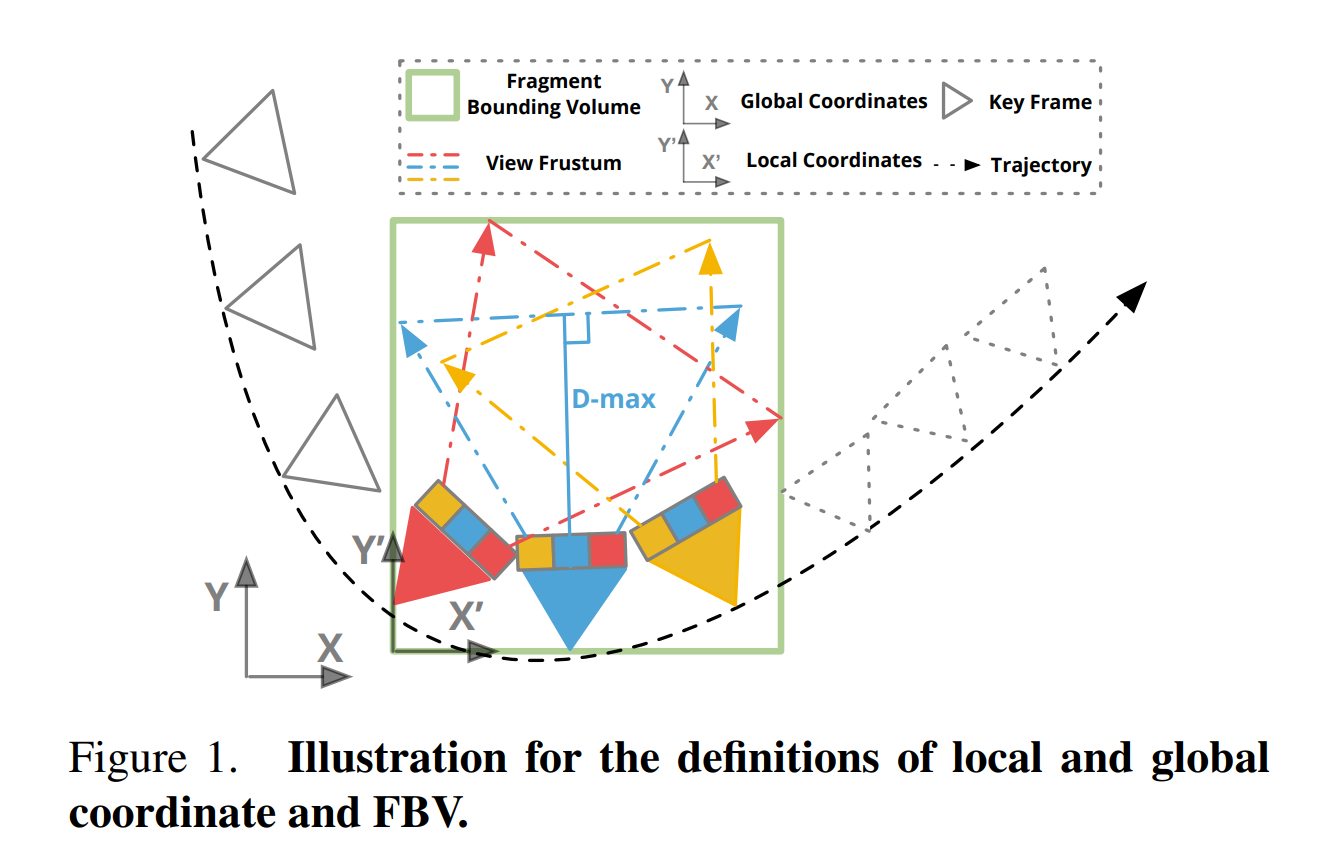 Fragment
Bounding Volume
Y
X
Global Coordinates
Key Frame
View Frustum
Y'
X'
Local Coordinates
Trajectory
D-max
Y'
X'
Y
X
Figure 1. Illustration for the definitions of local and global
coordinate and FBV.